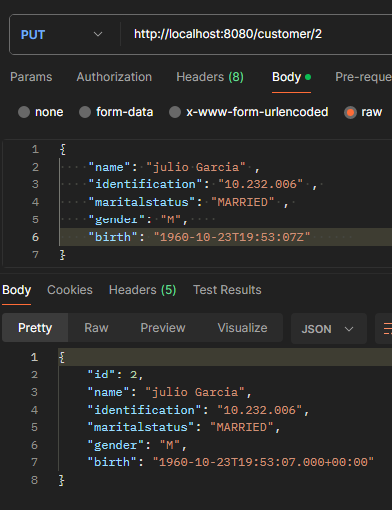 PUT http://localhost:8080/customer/2
Params Authorization Headers (8) Body Pre-reque
none form-data x-www-form-urlencoded raw
1 {
2 "name": "julio Garcia" ,
3 "identification": "10.232.006" ,
4 "maritalstatus": "MARRIED" ,
5 "gender": "M",
6 "birth": "1960-10-23T19:53:07Z"
7 }
Body Cookies Headers (5) Test Results
Pretty Raw Preview Visualize JSON
1 {
2 "id": 2,
3 "name": "julio Garcia",
4 "identification": "10.232.006",
5 "maritalstatus": "MARRIED",
6 "gender": "M",
7 "birth": "1960-10-23T19:53:07.000+00:00"
8 }